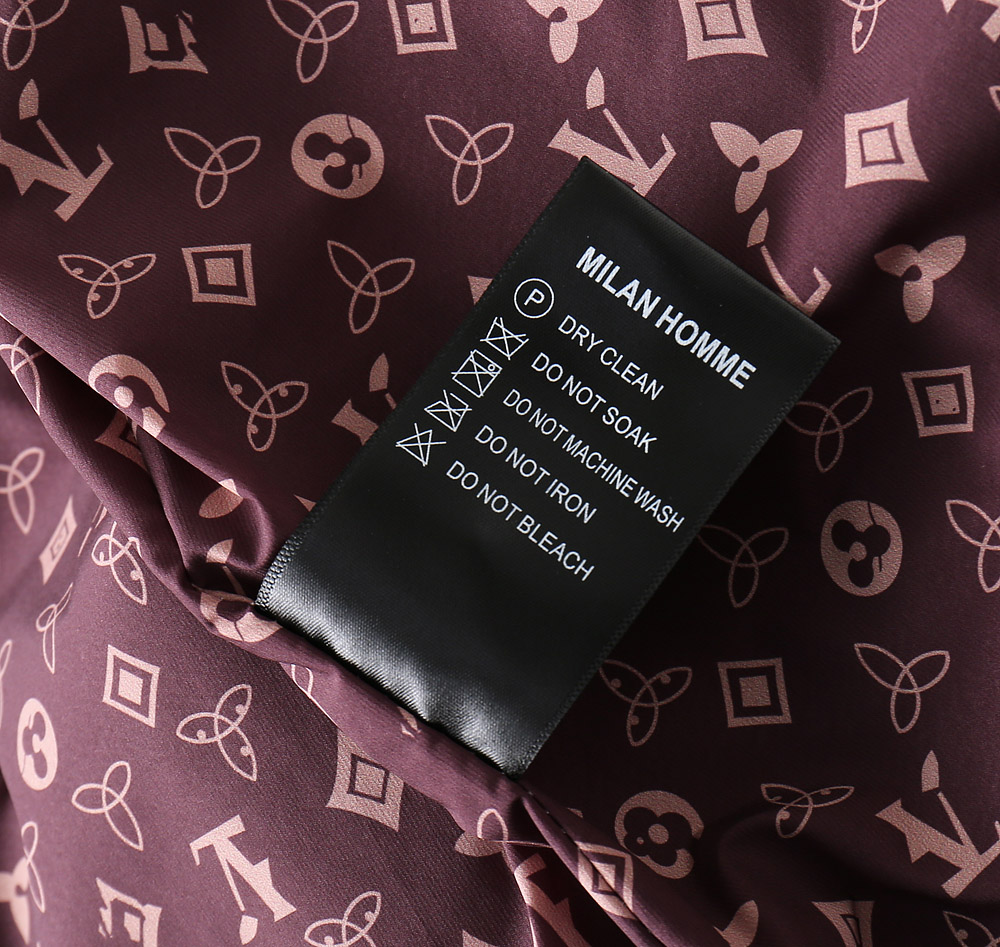 MILAN HOMME
P DRY CLEAN
DO NOT SOAK
DO NOT MACHINE WASH
DO NOT IRON
DO NOT BLEACH